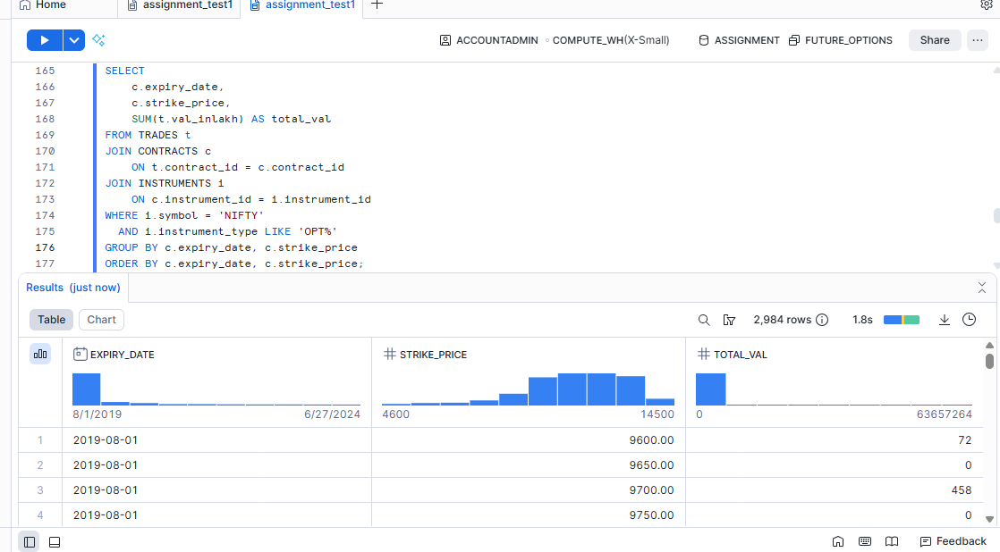 Home assignment_test1 assignment_test1
ACCOUNTADMIN COMPUTE_WH(X-Small) ASSIGNMENT FUTURE_OPTIONS Share
165 SELECT
166 c.expiry_date,
167 c.strike_price,
168 SUM(t.val_inlakh) AS total_val
169 FROM TRADES t
170 JOIN CONTRACTS c
171 ON t.contract_id = c.contract_id
172 JOIN INSTRUMENTS i
173 ON c.instrument_id = i.instrument_id
174 WHERE i.symbol = 'NIFTY'
175 AND i.instrument_type LIKE 'OPT%'
176 GROUP BY c.expiry_date, c.strike_price
177 ORDER BY c.expiry_date, c.strike_price;
Results (just now)
Table Chart 2,984 rows 1.8s
EXPIRY_DATE STRIKE_PRICE TOTAL_VAL
8/1/2019 6/27/2024 4600 14500 0 63657264
1 2019-08-01 9600.00 72
2 2019-08-01 9650.00 0
3 2019-08-01 9700.00 458
4 2019-08-01 9750.00 0
Feedback